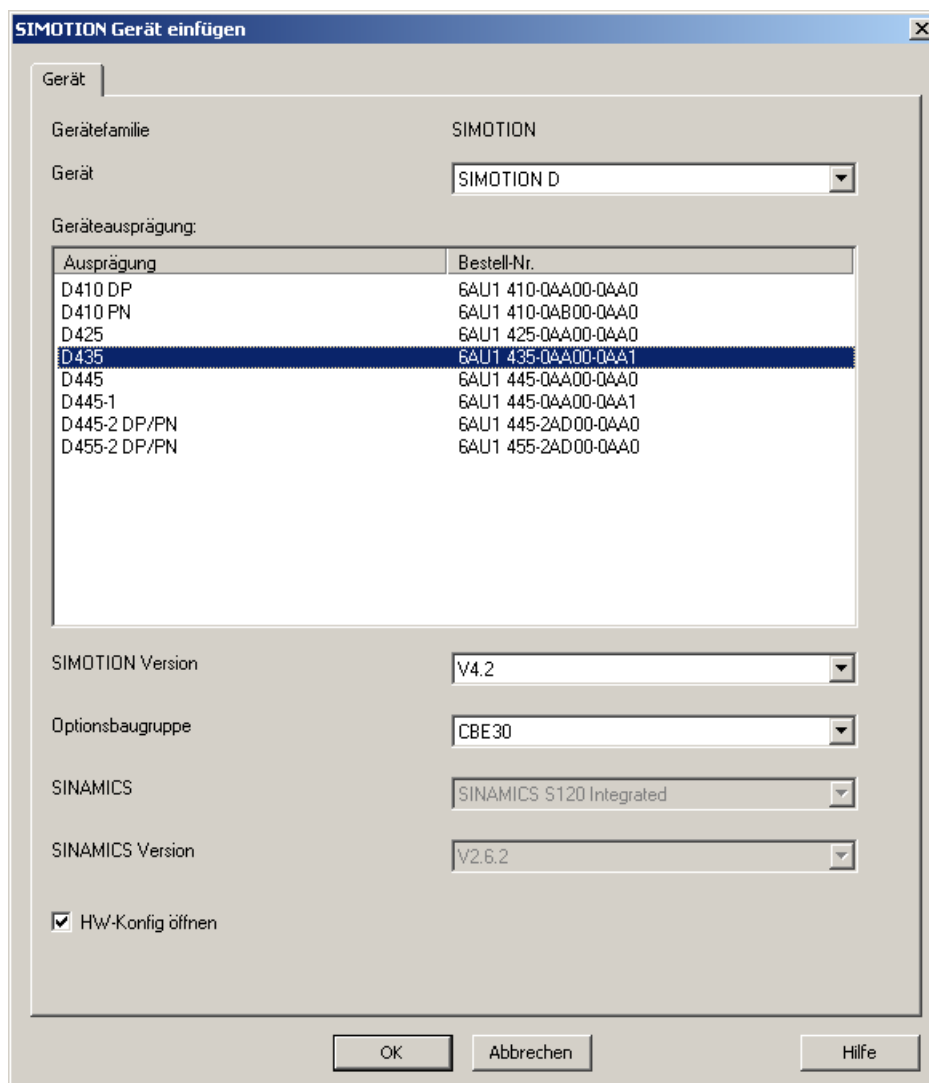 SIMOTION Gerät einfügen
Gerät
Gerätefamilie SIMOTION
Gerät SIMOTION D
Geräteausprägung:
Ausprägung Bestell-Nr.
D410 DP 6AU1 410-0AA00-0AA0
D410 PN 6AU1 410-0AB00-0AA0
D425 6AU1 425-0AA00-0AA0
D435 6AU1 435-0AA00-0AA1
D445 6AU1 445-0AA00-0AA0
D445-1 6AU1 445-0AA00-0AA1
D445-2 DP/PN 6AU1 445-2AD00-0AA0
D455-2 DP/PN 6AU1 455-2AD00-0AA0
SIMOTION Version V4.2
Optionsbaugruppe CBE30
SINAMICS SINAMICS S120 Integrated
SINAMICS Version V2.6.2
HW-Konfig öffnen
OK Abbrechen Hilfe